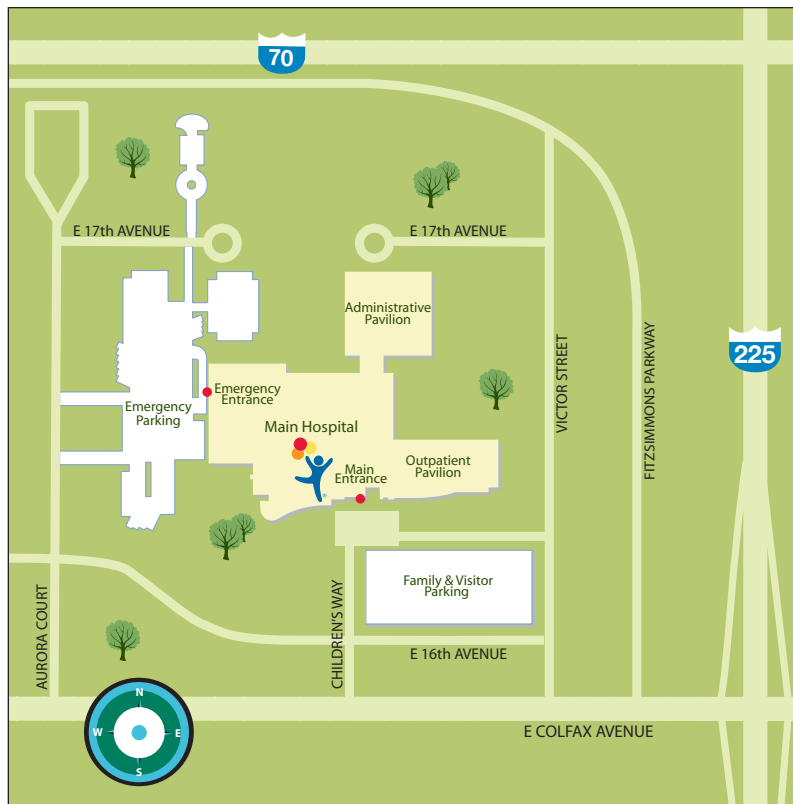 70
E 17th AVENUE
E 17th AVENUE
Administrative
Pavilion
225
VICTOR STREET
FITZSIMMONS PARKWAY
Emergency
Entrance
Emergency
Parking
Main Hospital
Main
Entrance
Outpatient
Pavilion
®
Family & Visitor
Parking
AURORA COURT
CHILDREN'S WAY
E 16th AVENUE
N
W
E
S
E COLFAX AVENUE